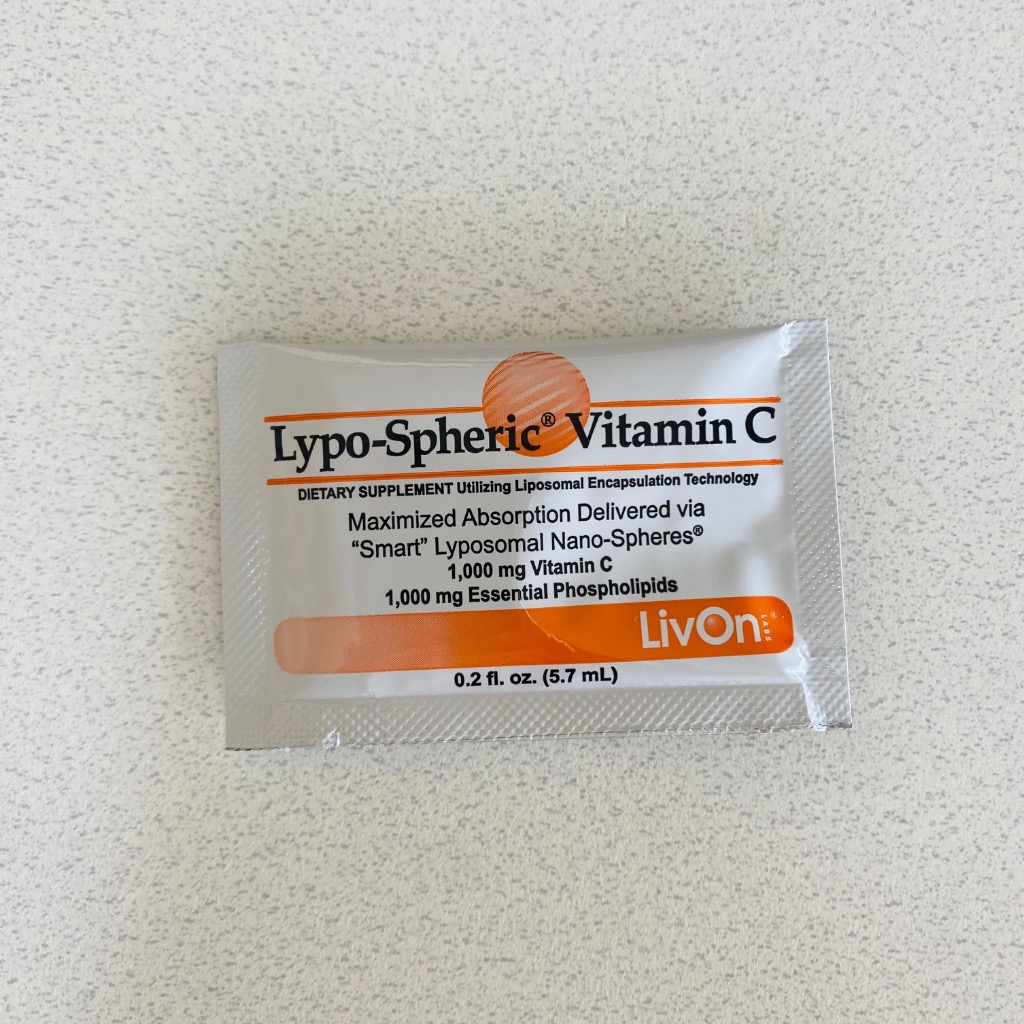 Lypo-Spheric® Vitamin C
DIETARY SUPPLEMENT Utilizing Liposomal Encapsulation Technology
Maximized Absorption Delivered via
“Smart” Lyposomal Nano-Spheres®
1,000 mg Vitamin C
1,000 mg Essential Phospholipids
LivOn LABS®
0.2 fl. oz. (5.7 mL)